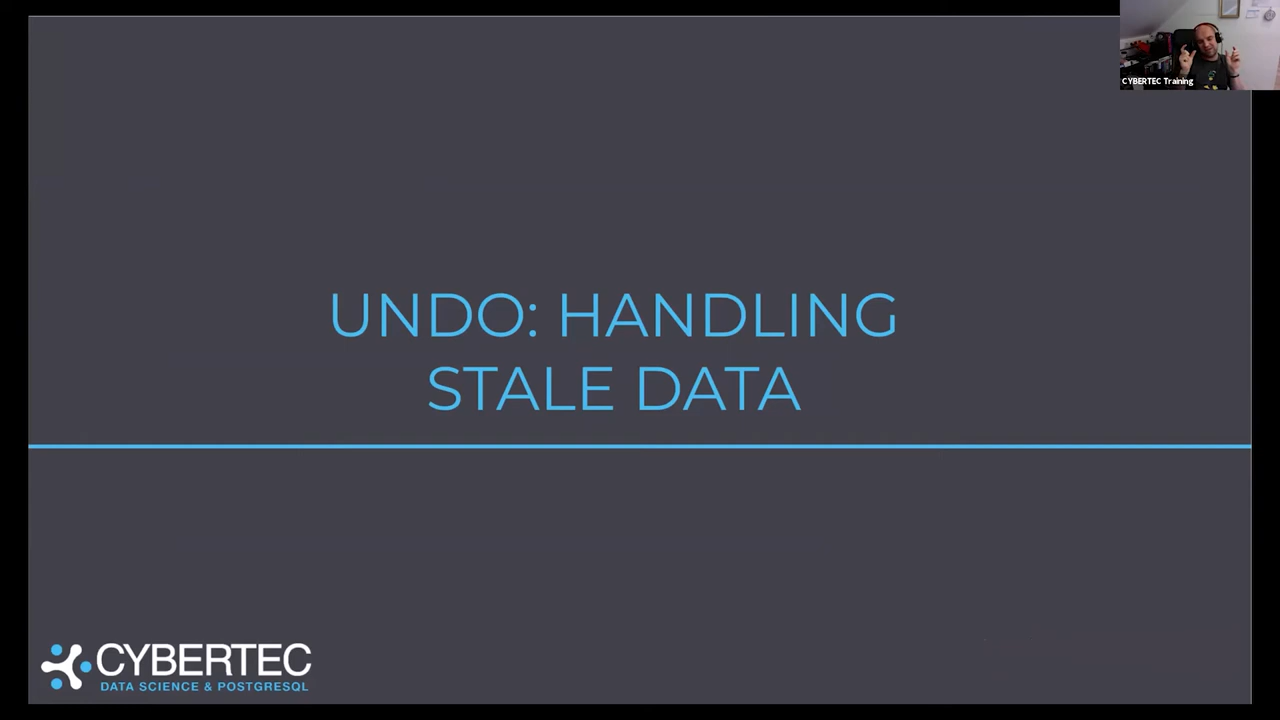 CYBERTEC Training
UNDO: HANDLING
STALE DATA
CYBERTEC
DATA SCIENCE & POSTGRESQL